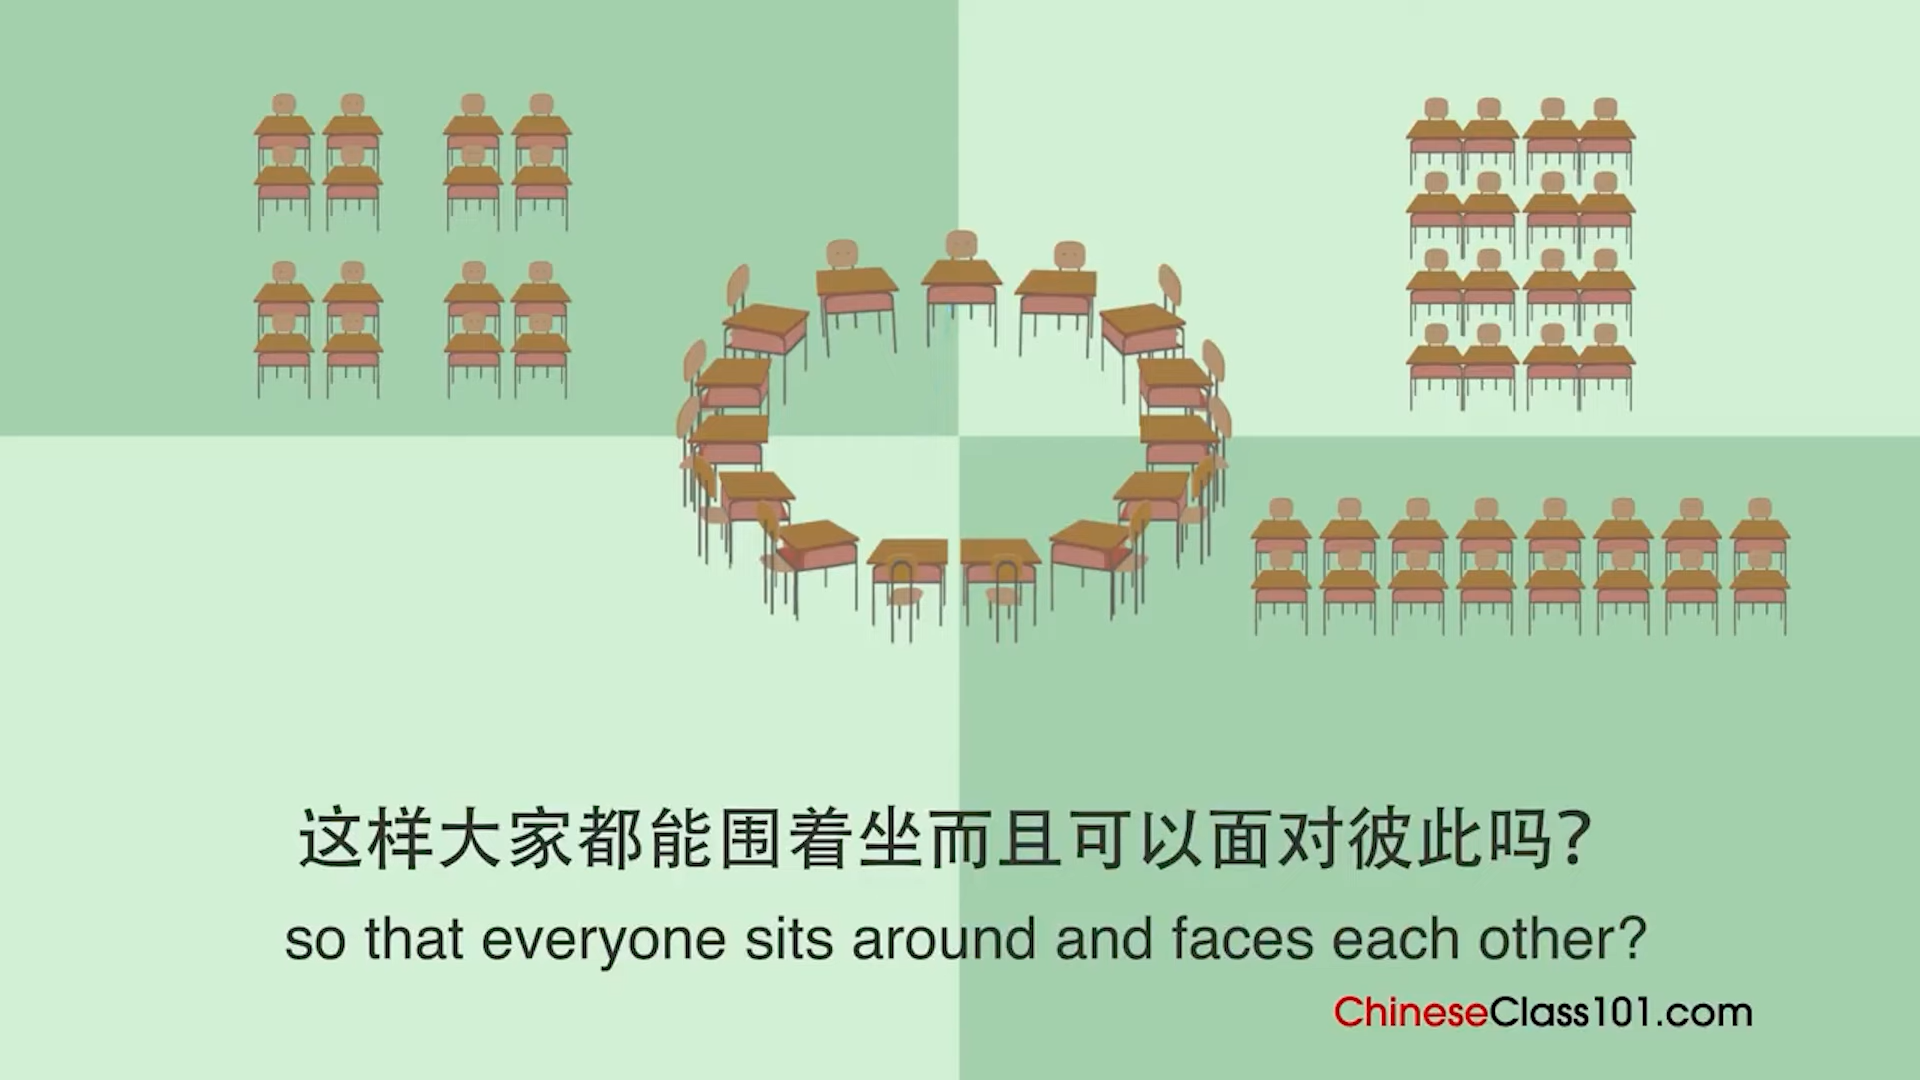 这样大家都能围着坐而且可以面对彼此吗？
so that everyone sits around and faces each other?
ChineseClass101.com